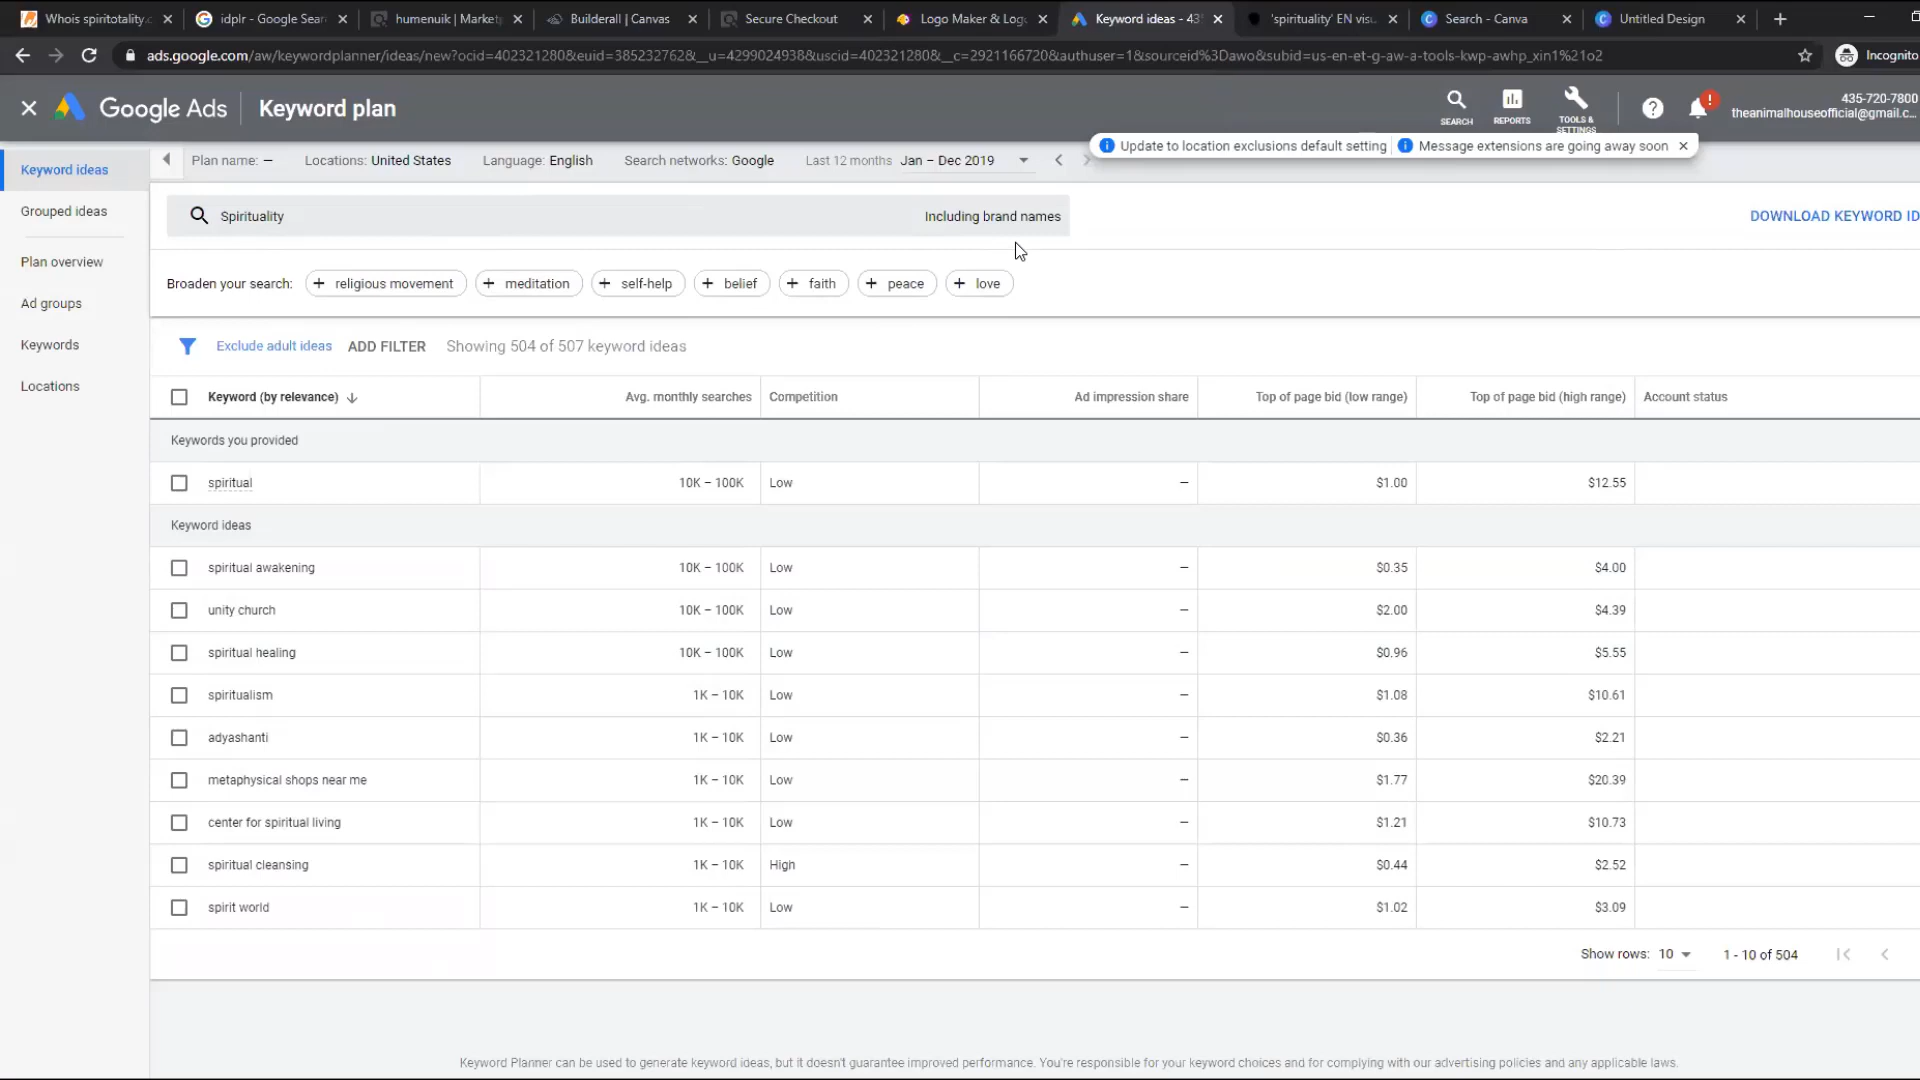 Whois spiritotality.c
idplr - Google Sear
humenuik | Market
Builderall | Canvas
Secure Checkout
Logo Maker & Log
Keyword ideas - 43
'spirituality' EN visu
Search - Canva
Untitled Design
ads.google.com/aw/keywordplanner/ideas/new?ocid=402321280&euid=385232762&__u=4299024938&uscid=402321280&__c=2921166720&authuser=1&sourceid%3Dawo&subid=us-en-et-g-aw-a-tools-kwp-awhp_xin1%21o2
Incognito
Google Ads
Keyword plan
SEARCH
REPORTS
TOOLS &
SETTINGS
435-720-7800
theanimalhouseofficial@gmail.c...
Update to location exclusions default setting
Message extensions are going away soon
Keyword ideas
Grouped ideas
Plan overview
Ad groups
Keywords
Locations
Plan name: –
Locations: United States
Language: English
Search networks: Google
Last 12 months Jan – Dec 2019
Spirituality
Including brand names
DOWNLOAD KEYWORD ID
Broaden your search:
+ religious movement
+ meditation
+ self-help
+ belief
+ faith
+ peace
+ love
Exclude adult ideas
ADD FILTER
Showing 504 of 507 keyword ideas
Keyword (by relevance) Avg. monthly searches Competition Ad impression share Top of page bid (low range) Top of page bid (high range) Account status
Keywords you provided
spiritual 10K – 100K Low – $1.00 $12.55
Keyword ideas
spiritual awakening 10K – 100K Low – $0.35 $4.00
unity church 10K – 100K Low – $2.00 $4.39
spiritual healing 10K – 100K Low – $0.96 $5.55
spiritualism 1K – 10K Low – $1.08 $10.61
adyashanti 1K – 10K Low – $0.36 $2.21
metaphysical shops near me 1K – 10K Low – $1.77 $20.39
center for spiritual living 1K – 10K Low – $1.21 $10.73
spiritual cleansing 1K – 10K High – $0.44 $2.52
spirit world 1K – 10K Low – $1.02 $3.09
Show rows: 10 1 - 10 of 504
Keyword Planner can be used to generate keyword ideas, but it doesn't guarantee improved performance. You're responsible for your keyword choices and for complying with our advertising policies and any applicable laws.